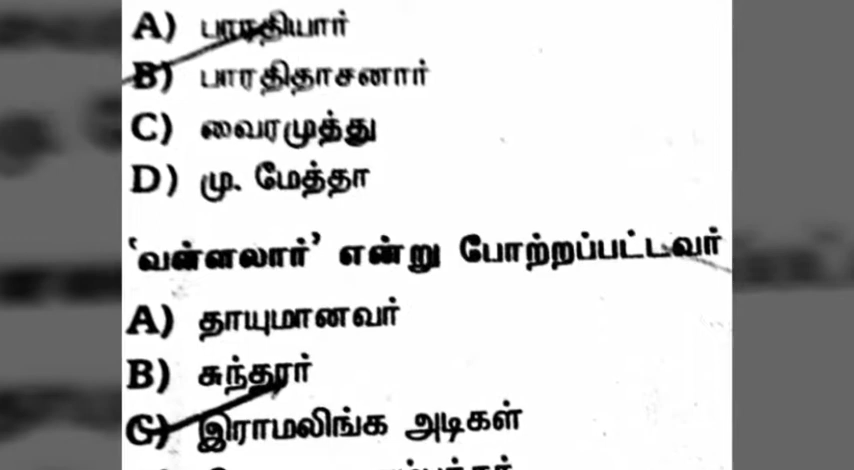 A) பாரதியார்
B) பாரதிதாசனார்
C) வைரமுத்து
D) மு. மேத்தா
'வள்ளலார்' என்று போற்றப்பட்டவர்
A) தாயுமானவர்
B) சுந்தரர்
C) இராமலிங்க அடிகள்